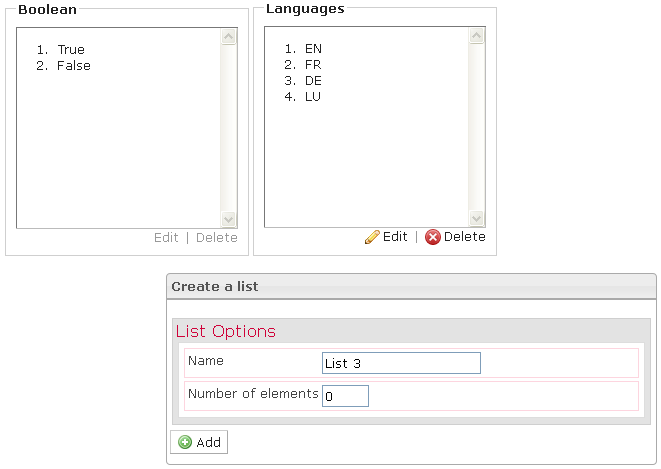 Boolean
1. True
2. False
Edit | Delete
Languages
1. EN
2. FR
3. DE
4. LU
Edit | Delete
Create a list
List Options
Name List 3
Number of elements 0
Add